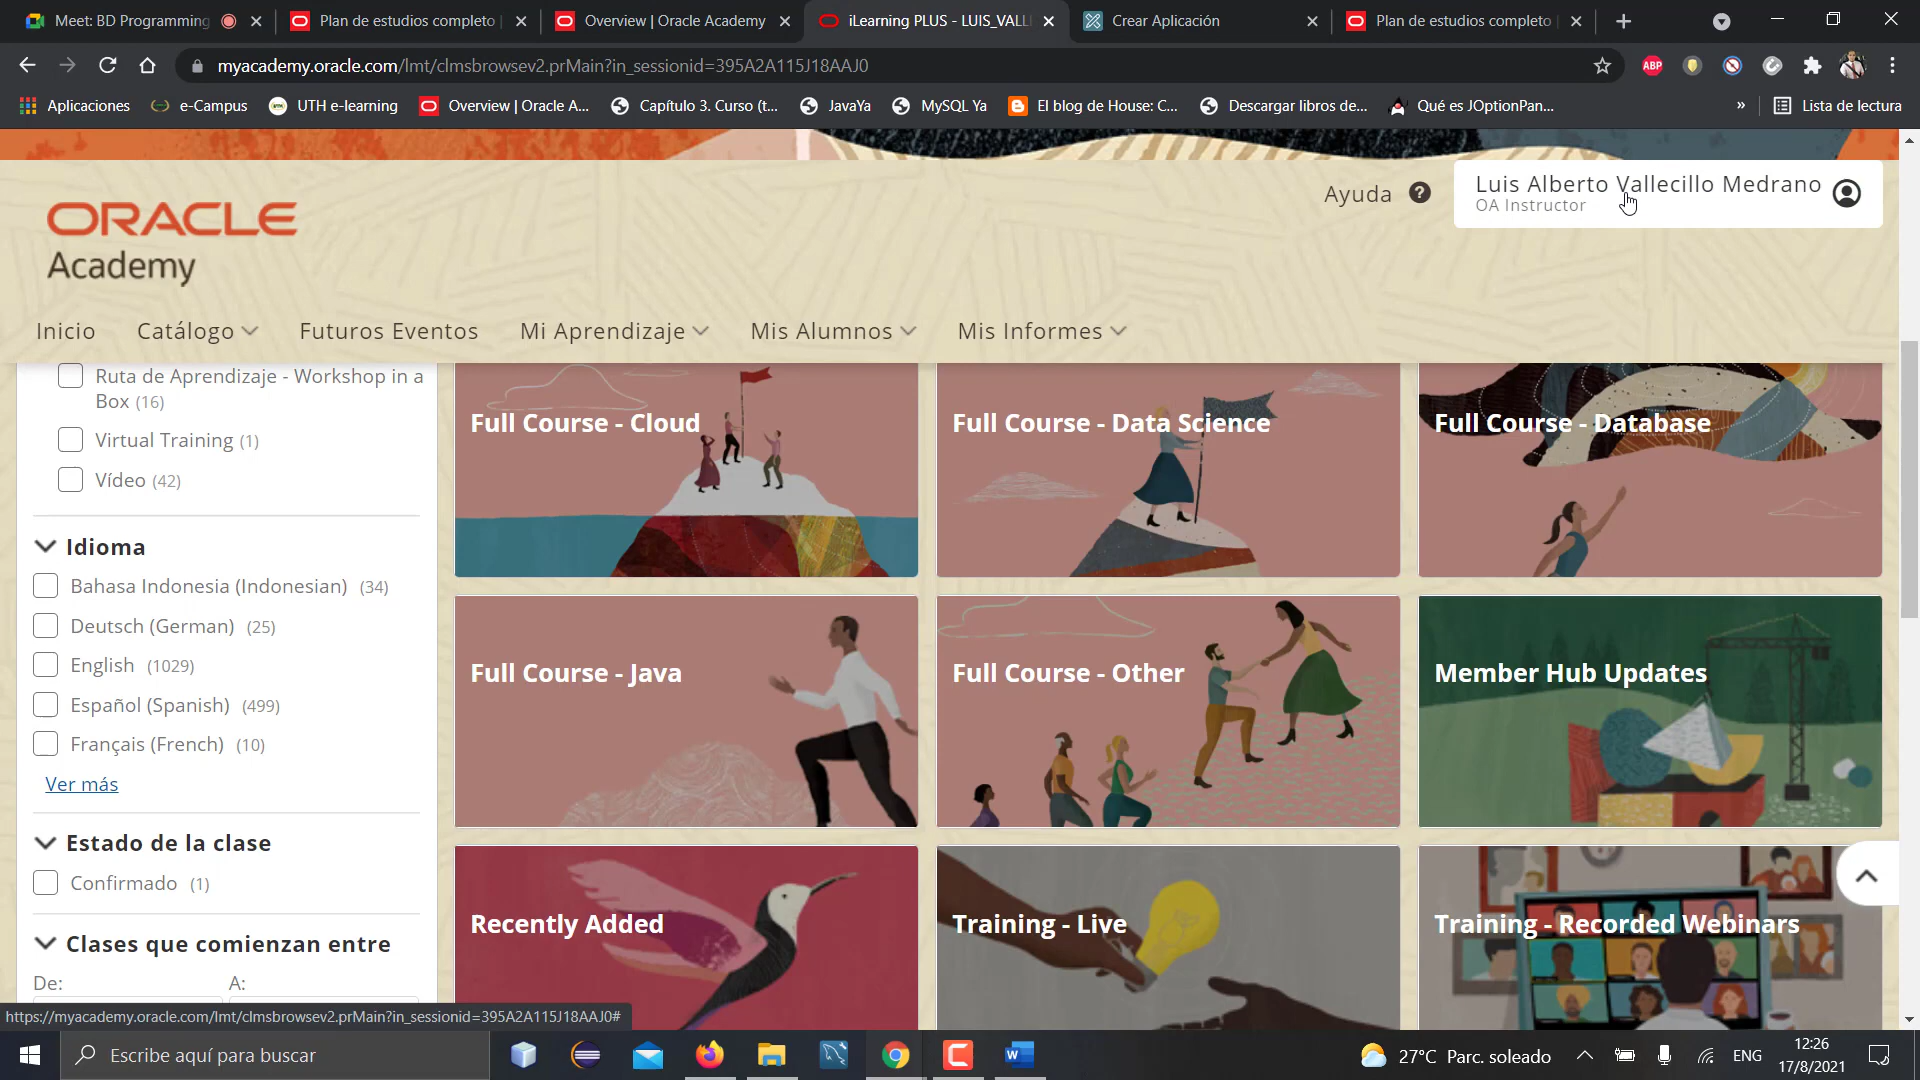 Meet: BD Programming
Plan de estudios completo
Overview | Oracle Academy
iLearning PLUS - LUIS_VALL
Crear Aplicación
Plan de estudios completo
myacademy.oracle.com/lmt/clmsbrowsev2.prMain?in_sessionid=395A2A115J18AAJ0
ABP
Aplicaciones
e-Campus
UTH e-learning
Overview | Oracle A...
Capítulo 3. Curso (t...
JavaYa
MySQL Ya
El blog de House: C...
Descargar libros de...
Qué es JOptionPan...
»
Lista de lectura
ORACLE
Academy
Ayuda ?
Luis Alberto Vallecillo Medrano
OA Instructor
Inicio
Catálogo
Futuros Eventos
Mi Aprendizaje
Mis Alumnos
Mis Informes
Ruta de Aprendizaje - Workshop in a
Box (16)
Virtual Training (1)
Vídeo (42)
Idioma
Bahasa Indonesia (Indonesian) (34)
Deutsch (German) (25)
English (1029)
Español (Spanish) (499)
Français (French) (10)
Ver más
Estado de la clase
Confirmado (1)
Clases que comienzan entre
De:
A:
Full Course - Cloud
Full Course - Data Science
Full Course - Database
Full Course - Java
Full Course - Other
Member Hub Updates
Recently Added
Training - Live
Training - Recorded Webinars
https://myacademy.oracle.com/lmt/clmsbrowsev2.prMain?in_sessionid=395A2A115J18AAJ0#
Escribe aquí para buscar
27°C Parc. soleado
ENG
12:26
17/8/2021